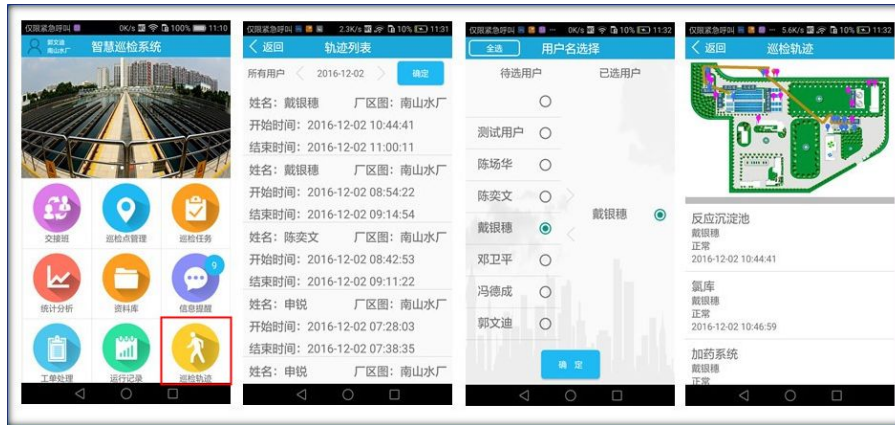 仅限紧急呼叫 0K/s 100% 11:10
郭文迪
南山水厂
智慧巡检系统
交接班 巡检点管理 巡检任务
9
统计分析 资料库 信息提醒
工单处理 运行记录 巡检轨迹
仅限紧急呼叫 2.3K/s 10% 11:31
返回 轨迹列表
所有用户 2016-12-02 确定
姓名：戴银穗 厂区图：南山水厂
开始时间：2016-12-02 10:44:41
结束时间：2016-12-02 11:00:11
姓名：戴银穗 厂区图：南山水厂
开始时间：2016-12-02 08:54:22
结束时间：2016-12-02 09:14:54
姓名：陈奕文 厂区图：南山水厂
开始时间：2016-12-02 08:42:53
结束时间：2016-12-02 09:11:22
姓名：申锐 厂区图：南山水厂
开始时间：2016-12-02 07:28:03
结束时间：2016-12-02 07:38:35
姓名：申锐 厂区图：南山水厂
仅限紧急呼叫 0K/s 10% 11:32
全选 用户名选择
待选用户 已选用户
测试用户
陈场华
陈奕文
戴银穗 戴银穗
邓卫平
冯德成
郭文迪
确 定
仅限紧急呼叫 5.6K/s 10% 11:32
返回 巡检轨迹
反应沉淀池
戴银穗
正常
2016-12-02 10:44:41
氯库
戴银穗
正常
2016-12-02 10:46:59
加药系统
戴银穗
正常